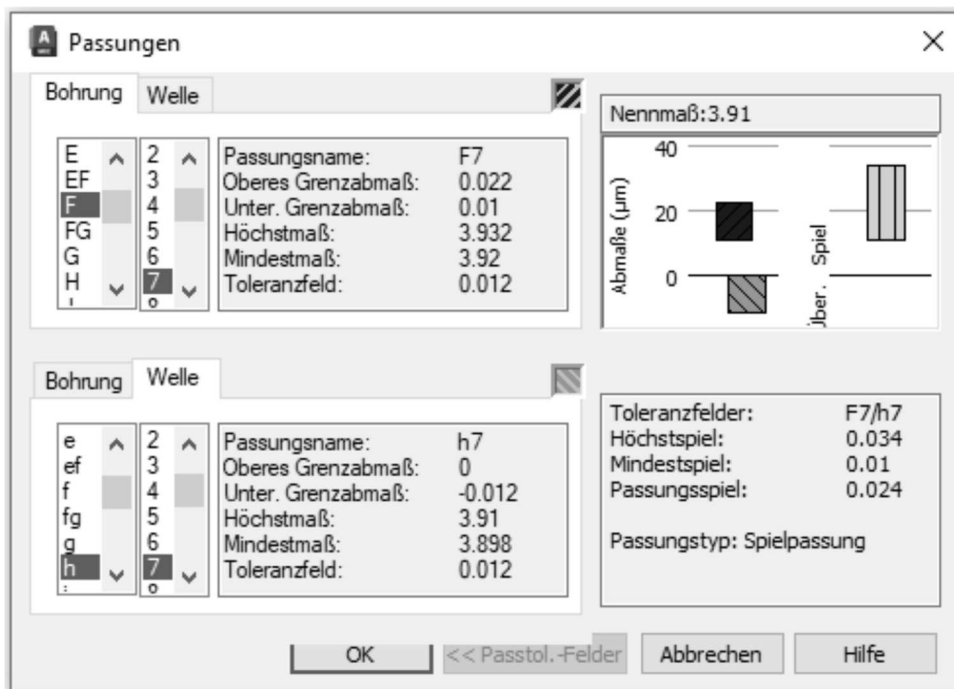 Passungen
Bohrung Welle
E
EF
F
FG
G
H
2
3
4
5
6
7
Passungsname: F7
Oberes Grenzabmaß: 0.022
Unter. Grenzabmaß: 0.01
Höchstmaß: 3.932
Mindestmaß: 3.92
Toleranzfeld: 0.012
Nennmaß:3.91
Abmaße (µm)
40
20
0
Über. Spiel
Bohrung Welle
e
ef
f
fg
g
h
2
3
4
5
6
7
Passungsname: h7
Oberes Grenzabmaß: 0
Unter. Grenzabmaß: -0.012
Höchstmaß: 3.91
Mindestmaß: 3.898
Toleranzfeld: 0.012
Toleranzfelder: F7/h7
Höchstspiel: 0.034
Mindestspiel: 0.01
Passungsspiel: 0.024
Passungstyp: Spielpassung
OK << Passtol.-Felder Abbrechen Hilfe